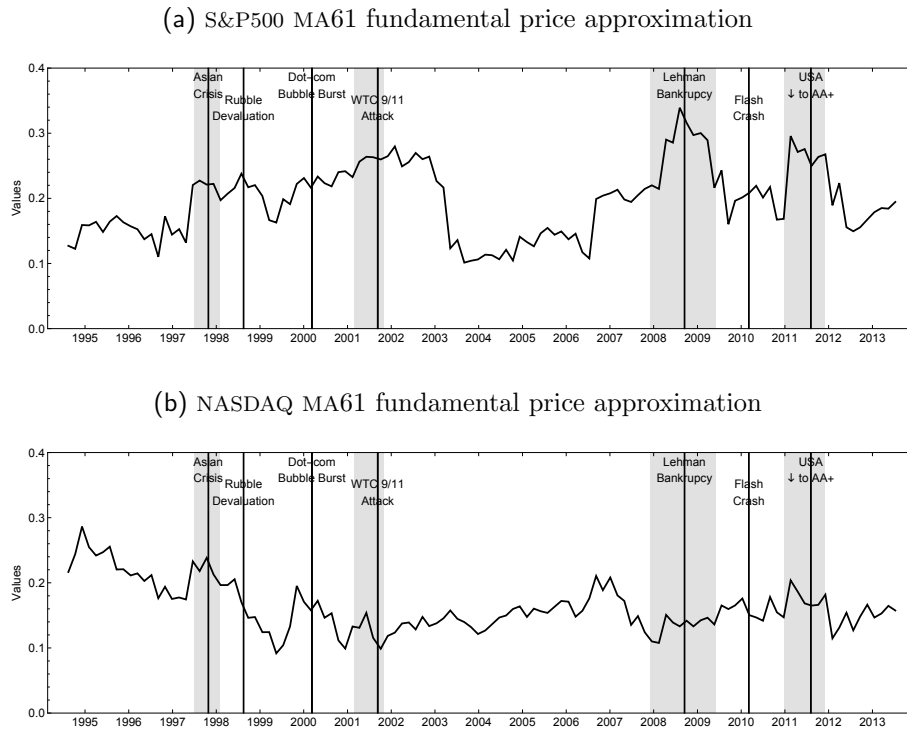 (a) S&P500 MA61 fundamental price approximation
0.4
Asian
Crisis
Rubble
Devaluation
Dot-com
Bubble Burst
WTC 9/11
Attack
Lehman
Bankrupcy
Flash
Crash
USA
↓ to AA+
0.3
Values
0.2
0.1
0.0
1995 1996 1997 1998 1999 2000 2001 2002 2003 2004 2005 2006 2007 2008 2009 2010 2011 2012 2013
(b) NASDAQ MA61 fundamental price approximation
0.4
Asian
Crisis
Rubble
Devaluation
Dot-com
Bubble Burst
WTC 9/11
Attack
Lehman
Bankrupcy
Flash
Crash
USA
↓ to AA+
0.3
Values
0.2
0.1
0.0
1995 1996 1997 1998 1999 2000 2001 2002 2003 2004 2005 2006 2007 2008 2009 2010 2011 2012 2013